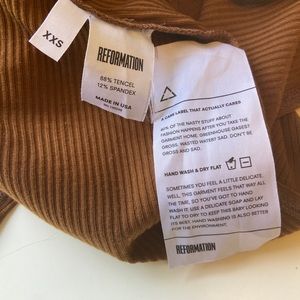 XXS
REFORMATION
88% TENCEL
12% SPANDEX
MADE IN USA
A CARE LABEL THAT ACTUALLY CARES
OF THE NASTY STUFF ABOUT
FASHION HAPPENS AFTER YOU TAKE THE
GARMENT HOME. GREENHOUSE GASES?
GROSS. WASTED WATER? SAD. DON'T BE
GROSS AND SAD.
HAND WASH & DRY FLAT
SOMETIMES YOU FEEL A LITTLE DELICATE.
WELL, THIS GARMENT FEELS THAT WAY ALL
THE TIME, SO YOU'VE GOT TO HAND
WASH IT. USE A DELICATE SOAP AND LAY
FLAT TO DRY TO KEEP THIS BABY LOOKING
ITS BEST. HAND WASHING IS ALSO BETTER
FOR THE ENVIRONMENT.
REFORMATION